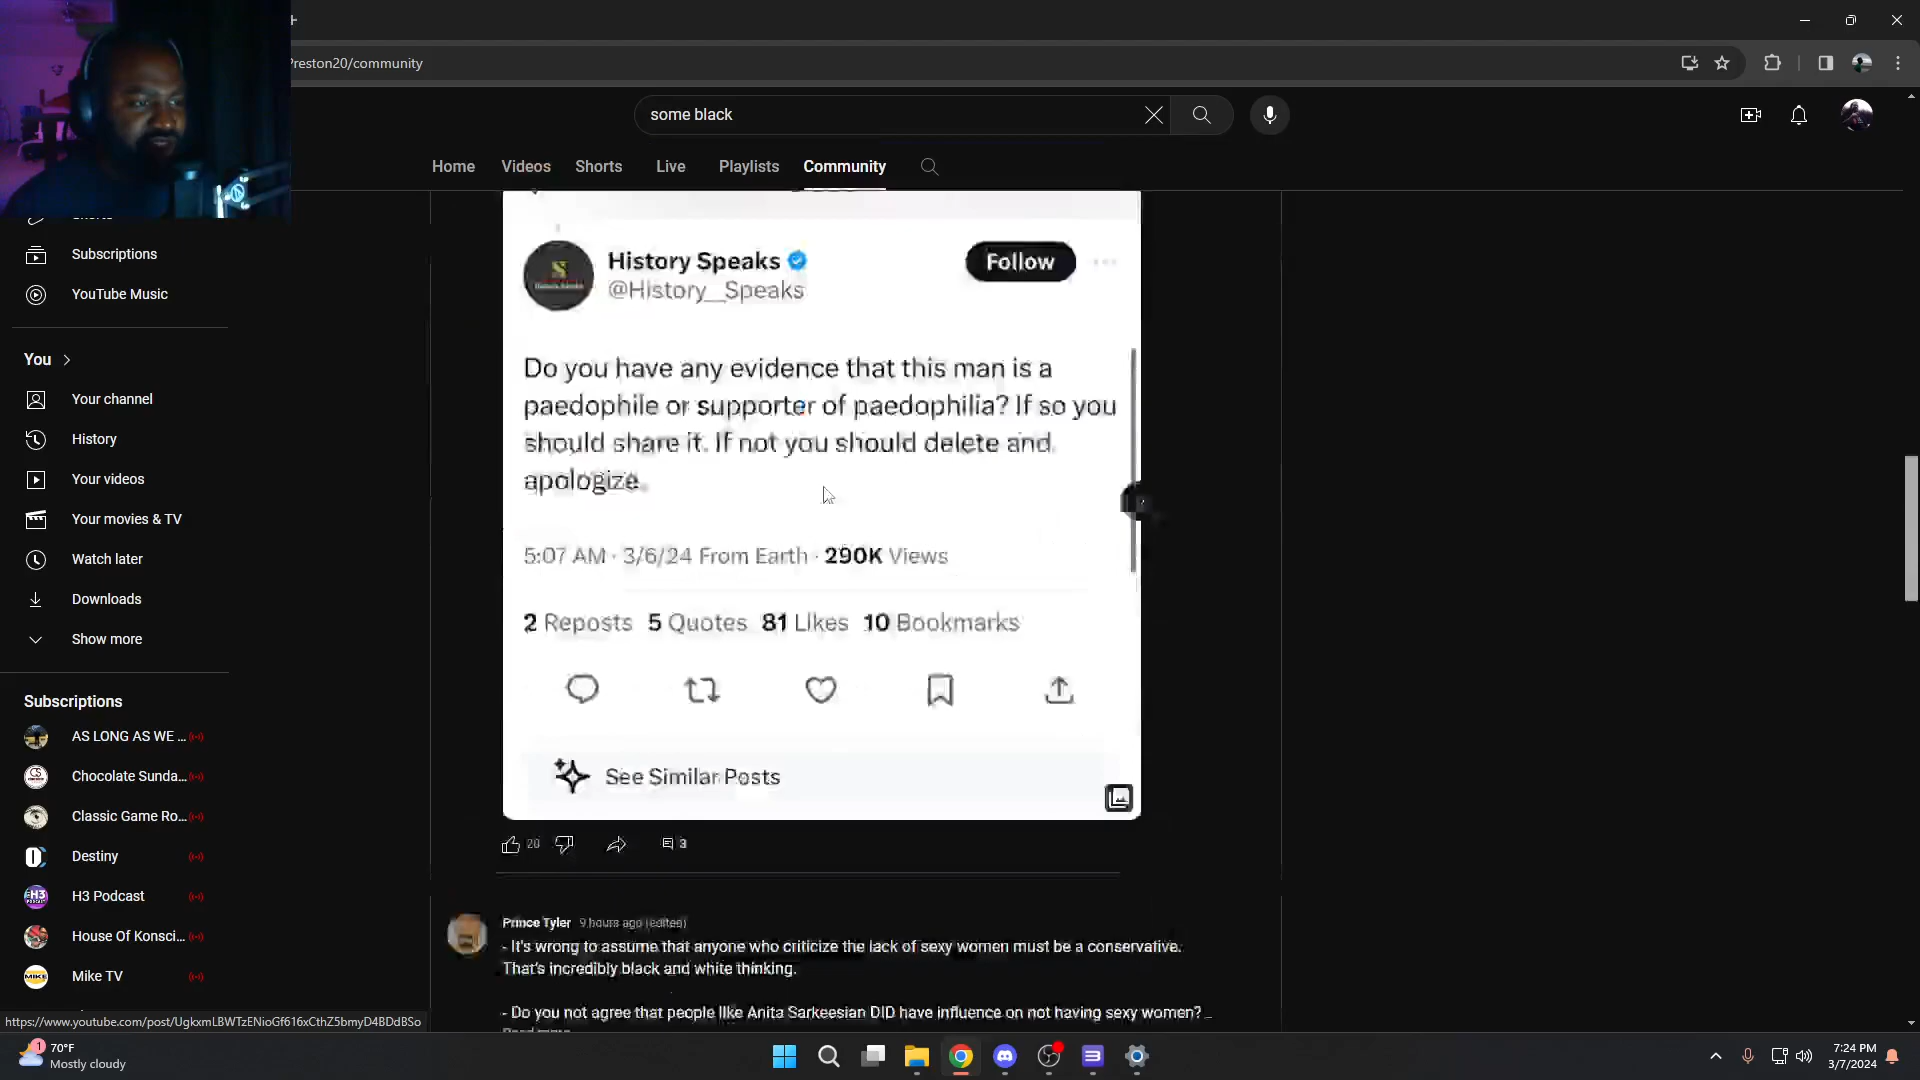 Preston20/community
some black
Home Videos Shorts Live Playlists Community
Subscriptions
YouTube Music
You
Your channel
History
Your videos
Your movies & TV
Watch later
Downloads
Show more
Subscriptions
AS LONG AS WE ...
Chocolate Sunda...
Classic Game Ro...
Destiny
H3 Podcast
House Of Konsci...
Mike TV
History Speaks
@History__Speaks
Follow
Do you have any evidence that this man is a
paedophile or supporter of paedophilia? If so you
should share it. If not you should delete and
apologize.
5:07 AM · 3/6/24 From Earth · 290K Views
2 Reposts 5 Quotes 81 Likes 10 Bookmarks
See Similar Posts
20
3
Prince Tyler 9 hours ago (edited)
- It's wrong to assume that anyone who criticize the lack of sexy women must be a conservative.
That's incredibly black and white thinking.
- Do you not agree that people like Anita Sarkeesian DID have influence on not having sexy women?
https://www.youtube.com/post/UgkxmLBWTzENioGf616xCthZ5bmyD4BDdBSo
1
70°F
Mostly cloudy
7:24 PM
3/7/2024